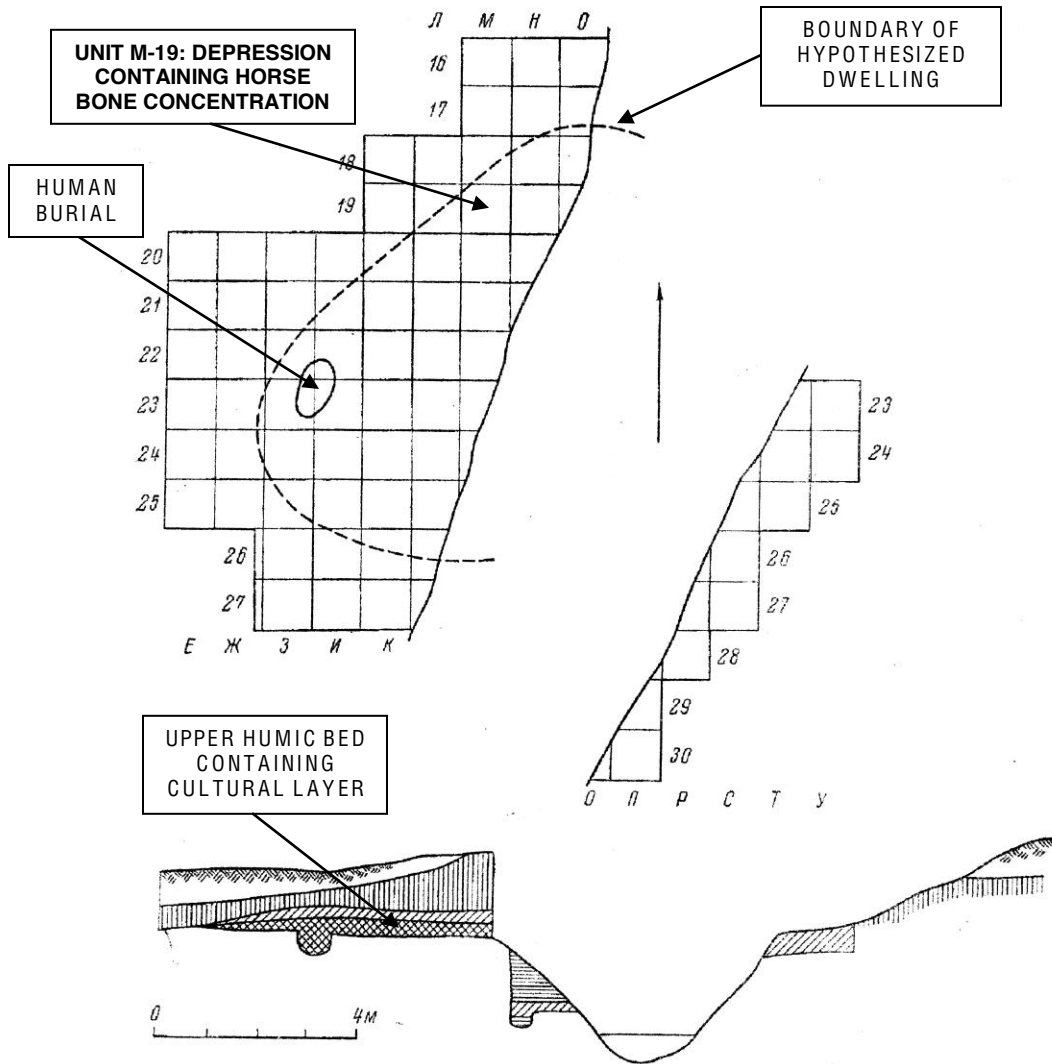 Л М Н О
UNIT M-19: DEPRESSION
CONTAINING HORSE
BONE CONCENTRATION
BOUNDARY OF
HYPOTHESIZED
DWELLING
16
17
18
19
HUMAN
BURIAL
20
21
22
23
24
25
26
27
Е Ж З И К
23
24
25
26
27
28
29
30
О П Р С Т У
UPPER HUMIC BED
CONTAINING
CULTURAL LAYER
0 4м